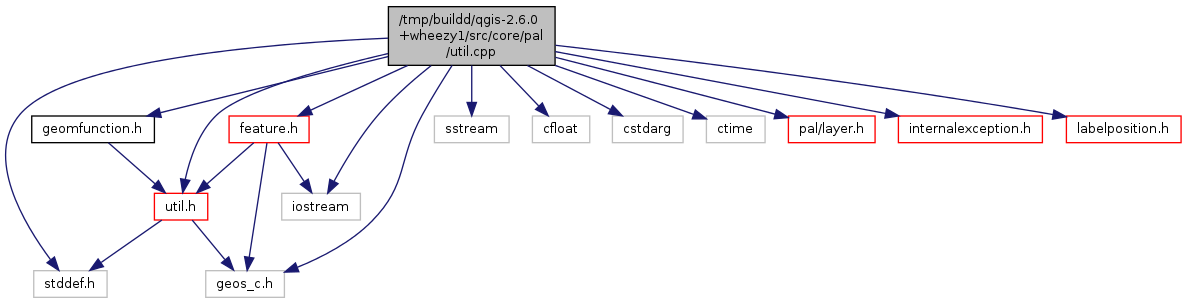 /tmp/buildd/qgis-2.6.0
+wheezy1/src/core/pal
/util.cpp
geomfunction.h
feature.h
sstream
cfloat
cstdarg
ctime
pal/layer.h
internalexception.h
labelposition.h
util.h
iostream
stddef.h
geos_c.h